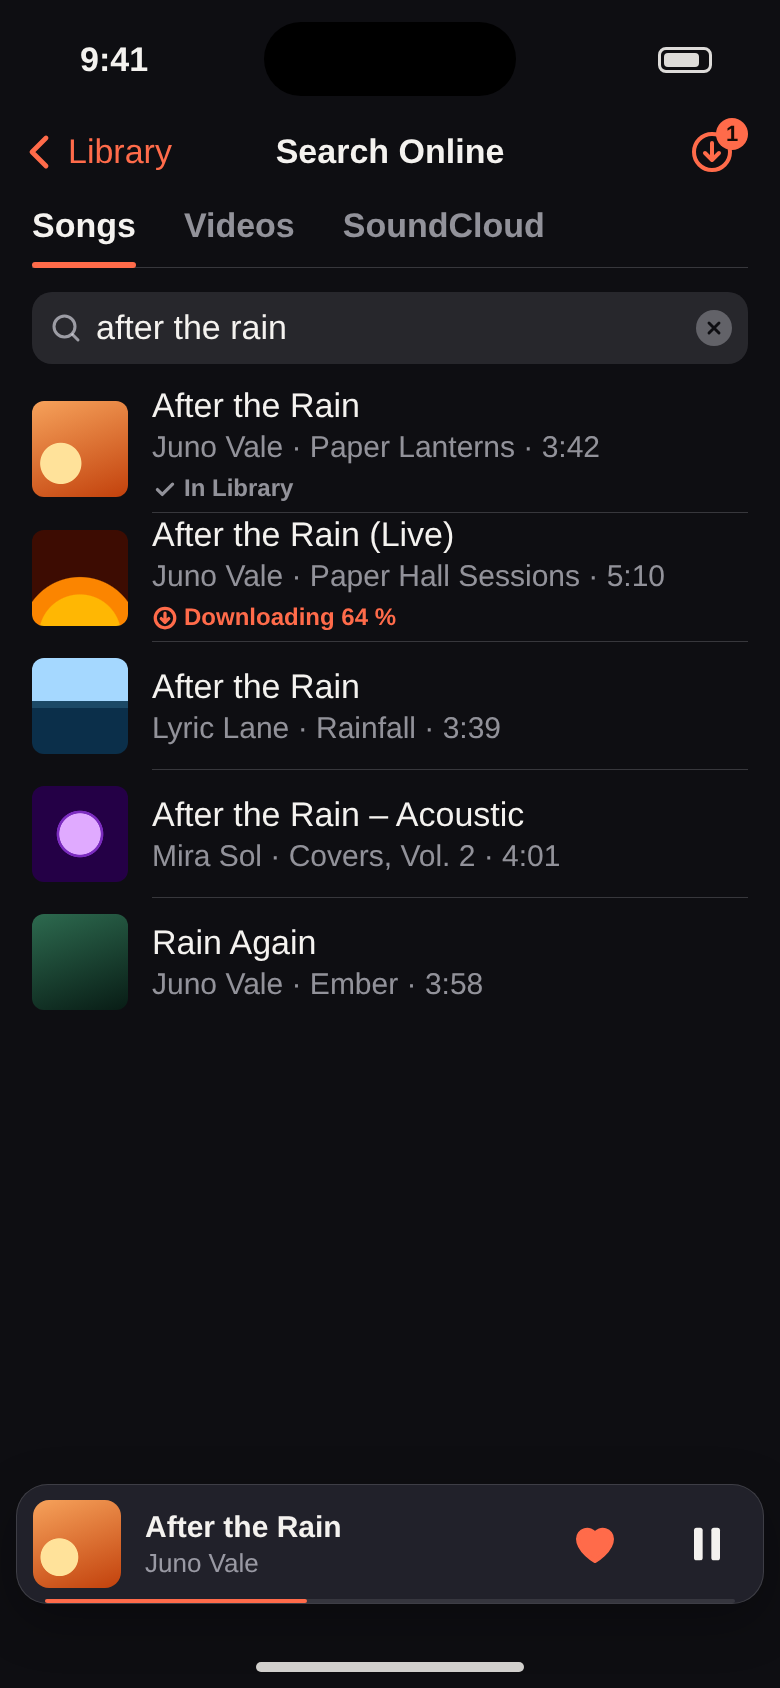 9:41
Library
Search Online
1
Songs
Videos
SoundCloud
after the rain
After the Rain
Juno Vale · Paper Lanterns · 3:42
In Library
After the Rain (Live)
Juno Vale · Paper Hall Sessions · 5:10
Downloading 64 %
After the Rain
Lyric Lane · Rainfall · 3:39
After the Rain – Acoustic
Mira Sol · Covers, Vol. 2 · 4:01
Rain Again
Juno Vale · Ember · 3:58
After the Rain
Juno Vale